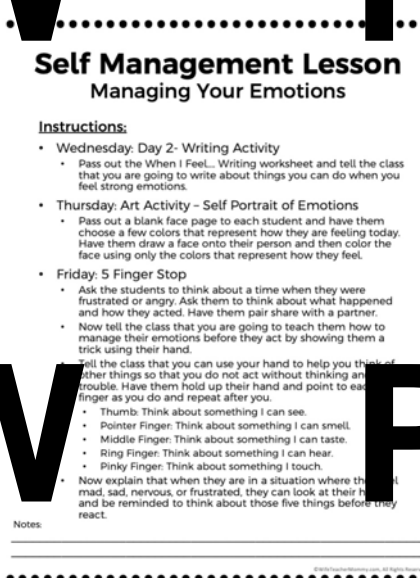 Self Management Lesson
Managing Your Emotions
Instructions:
• Wednesday: Day 2- Writing Activity
• Pass out the When I Feel... Writing worksheet and tell the class
that you are going to write about things you can do when you
feel strong emotions.
• Thursday: Art Activity – Self Portrait of Emotions
• Pass out a blank face page to each student and have them
choose a few colors that represent how they are feeling today.
Have them draw a face onto their person and then color the
face using only the colors that represent how they feel.
• Friday: 5 Finger Stop
• Ask the students to think about a time when they were
frustrated or angry. Ask them to think about what happened
and how they acted. Have them pair share with a partner.
• Now tell the class that you are going to teach them how to
manage their emotions before they act by showing them a
trick using their hand.
Tell the class that you can use your hand to help you think of
other things so that you do not act without thinking and
trouble. Have them hold up their hand and point to
finger as you do and repeat after you.
• Thumb: Think about something I can see.
• Pointer Finger: Think about something I can smell.
• Middle Finger: Think about something I can taste.
• Ring Finger: Think about something I can hear.
• Pinky Finger: Think about something I touch.
• Now explain that when they are in a situation where
mad, sad, nervous, or frustrated, they can look at their
and be reminded to think about those five things before they
react.
Notes:
©WifeTeacherMommy.com, All Rights